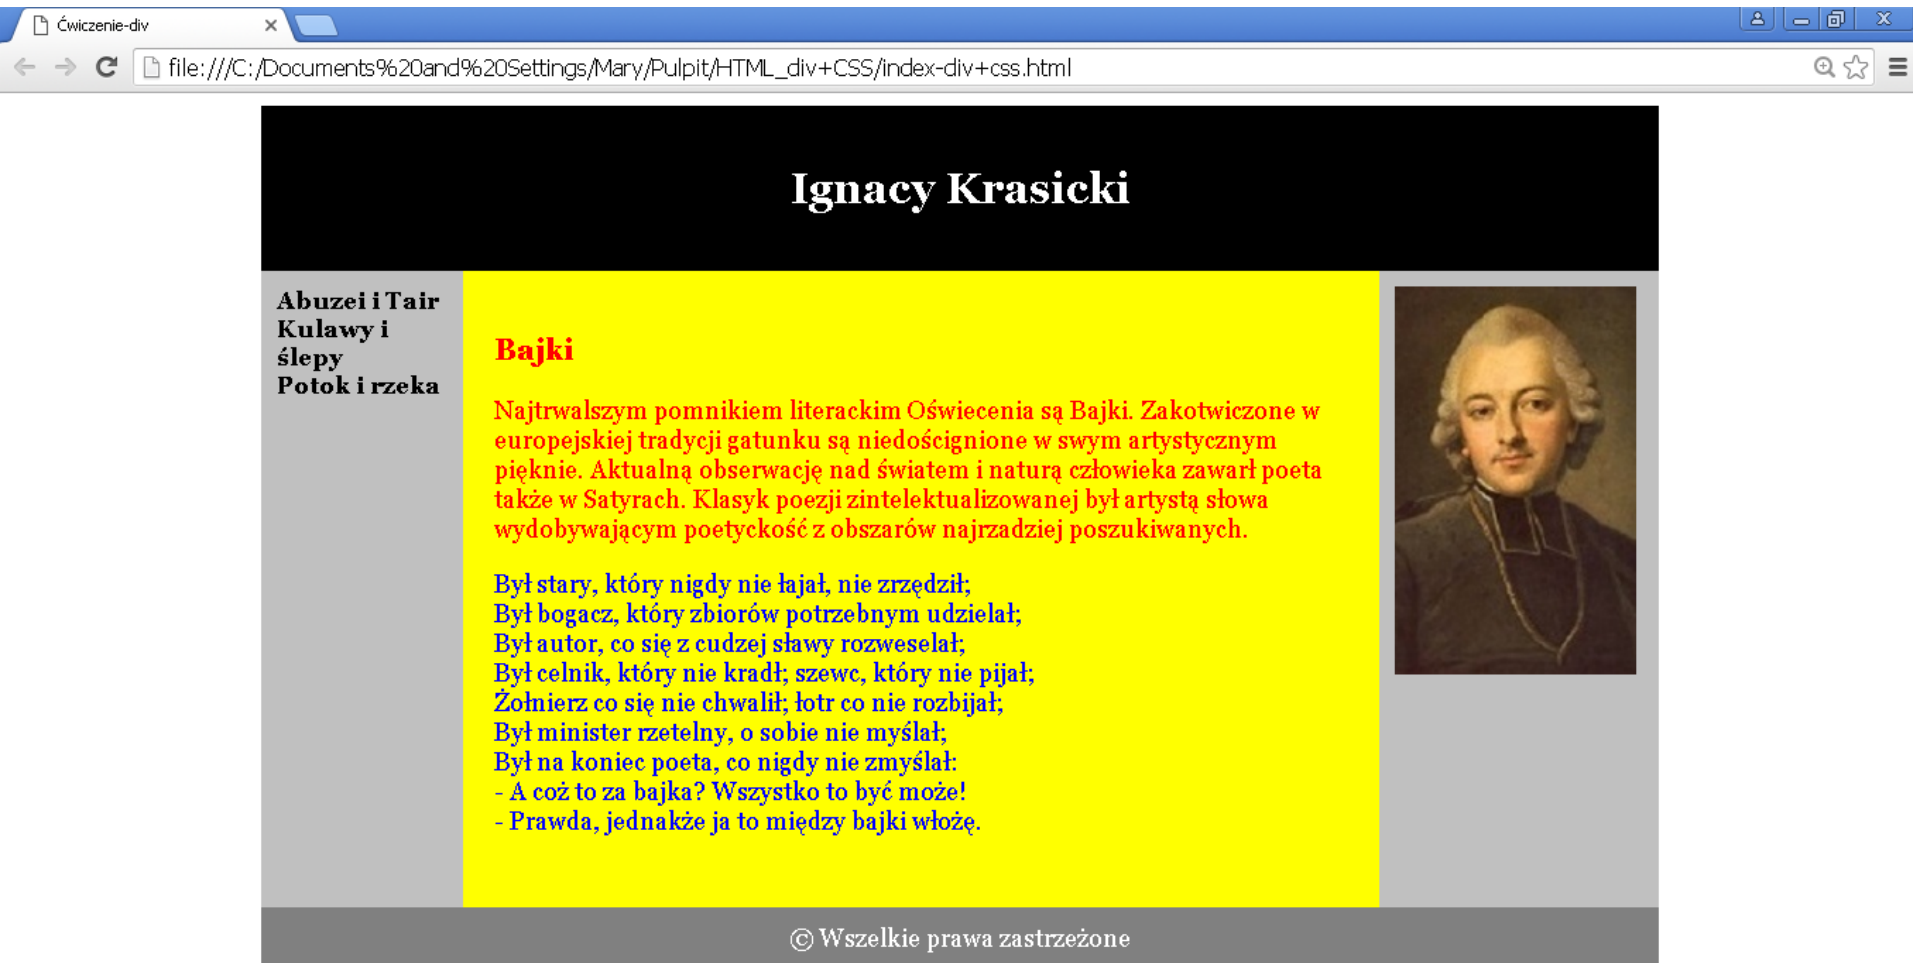 Ćwiczenie-div
file:///C:/Documents%20and%20Settings/Mary/Pulpit/HTML_div+CSS/index-div+css.html
Ignacy Krasicki
Abuzei i Tair
Kulawy i
ślepy
Potok i rzeka
Bajki
Najtrwalszym pomnikiem literackim Oświecenia są Bajki. Zakotwiczone w
europejskiej tradycji gatunku są niedoścignione w swym artystycznym
pięknie. Aktualną obserwację nad światem i naturą człowieka zawarł poeta
także w Satyrach. Klasyk poezji zintelektualizowanej był artystą słowa
wydobywającym poetyckość z obszarów najrzadziej poszukiwanych.
Był stary, który nigdy nie łajał, nie zrzędził;
Był bogacz, który zbiorów potrzebnym udzielał;
Był autor, co się z cudzej sławy rozweselał;
Był celnik, który nie kradł; szewc, który nie pijał;
Żołnierz co się nie chwalił; łotr co nie rozbijał;
Był minister rzetelny, o sobie nie myślał;
Był na koniec poeta, co nigdy nie zmyślał:
- A coż to za bajka? Wszystko to być może!
- Prawda, jednakże ja to między bajki włożę.
© Wszelkie prawa zastrzeżone